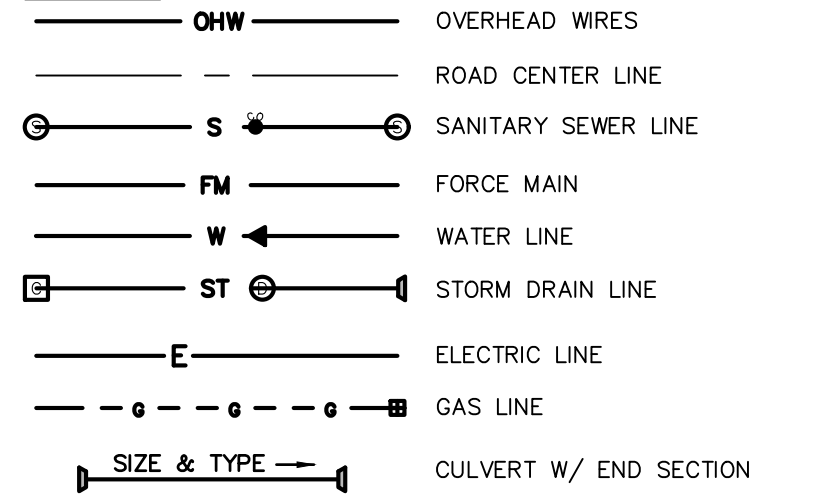 OHW OVERHEAD WIRES
ROAD CENTER LINE
S S CO S SANITARY SEWER LINE
FM FORCE MAIN
W WATER LINE
C ST D STORM DRAIN LINE
E ELECTRIC LINE
G G G GAS LINE
SIZE & TYPE CULVERT W/ END SECTION